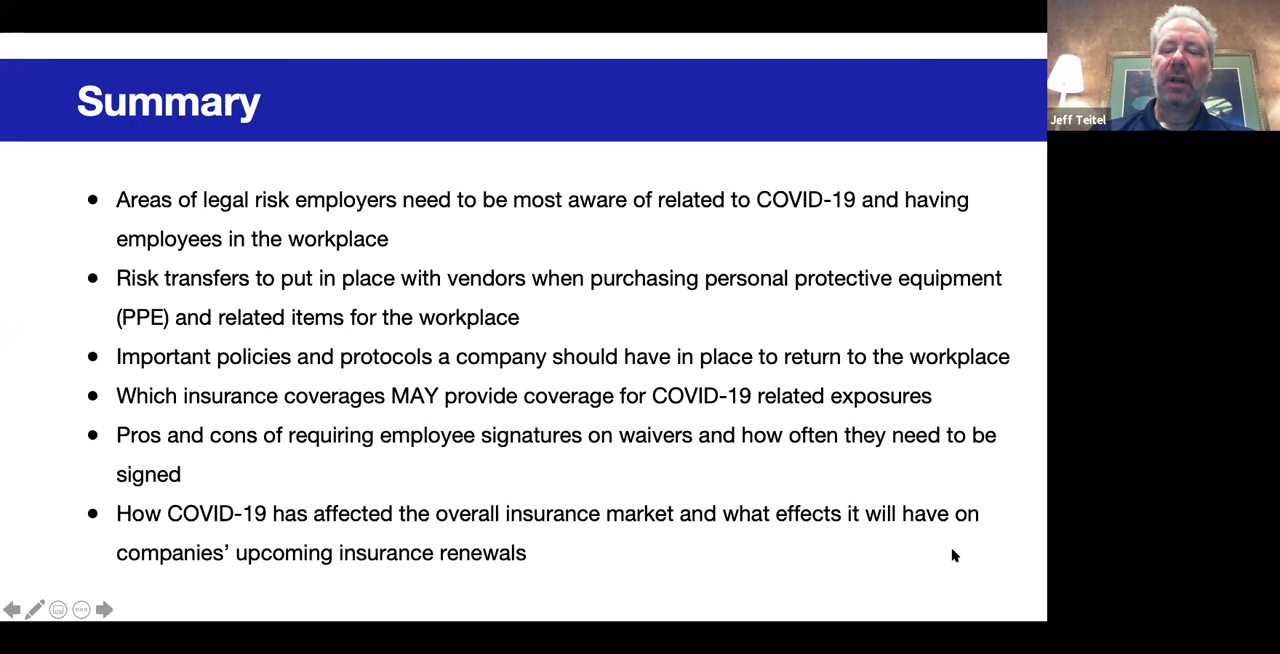 Summary
● Areas of legal risk employers need to be most aware of related to COVID-19 and having
employees in the workplace
● Risk transfers to put in place with vendors when purchasing personal protective equipment
(PPE) and related items for the workplace
● Important policies and protocols a company should have in place to return to the workplace
● Which insurance coverages MAY provide coverage for COVID-19 related exposures
● Pros and cons of requiring employee signatures on waivers and how often they need to be
signed
● How COVID-19 has affected the overall insurance market and what effects it will have on
companies’ upcoming insurance renewals
Jeff Teitel